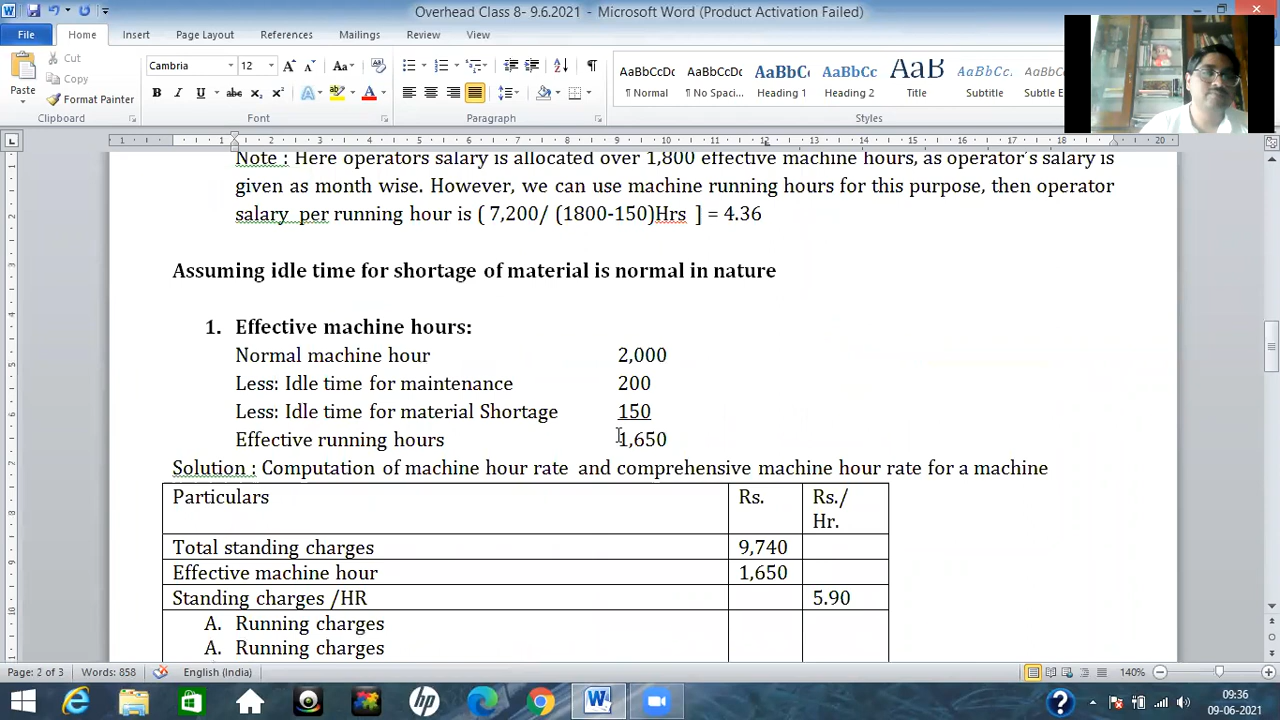 Overhead Class 8- 9.6.2021 - Microsoft Word (Product Activation Failed)
File Home Insert Page Layout References Mailings Review View
Paste
Cut
Copy
Format Painter
Clipboard
Cambria 12
B I U abc X₂ X²
Font
Paragraph
AaBbCcDc AaBbCcDc AaBbCc AaBbCc AaB AaBbCcL
¶ Normal ¶ No Spaci... Heading 1 Heading 2 Title Subtitle Subtle E
Styles
Note : Here operators salary is allocated over 1,800 effective machine hours, as operator's salary is
given as month wise. However, we can use machine running hours for this purpose, then operator
salary per running hour is ( 7,200/ (1800-150)Hrs ] = 4.36
Assuming idle time for shortage of material is normal in nature
1. Effective machine hours:
Normal machine hour 2,000
Less: Idle time for maintenance 200
Less: Idle time for material Shortage 150
Effective running hours 1,650
Solution : Computation of machine hour rate and comprehensive machine hour rate for a machine
Particulars Rs. Rs./
Hr.
Total standing charges 9,740
Effective machine hour 1,650
Standing charges /HR 5.90
A. Running charges
A. Running charges
Page: 2 of 3 Words: 858 English (India) 140%
09:36
09-06-2021